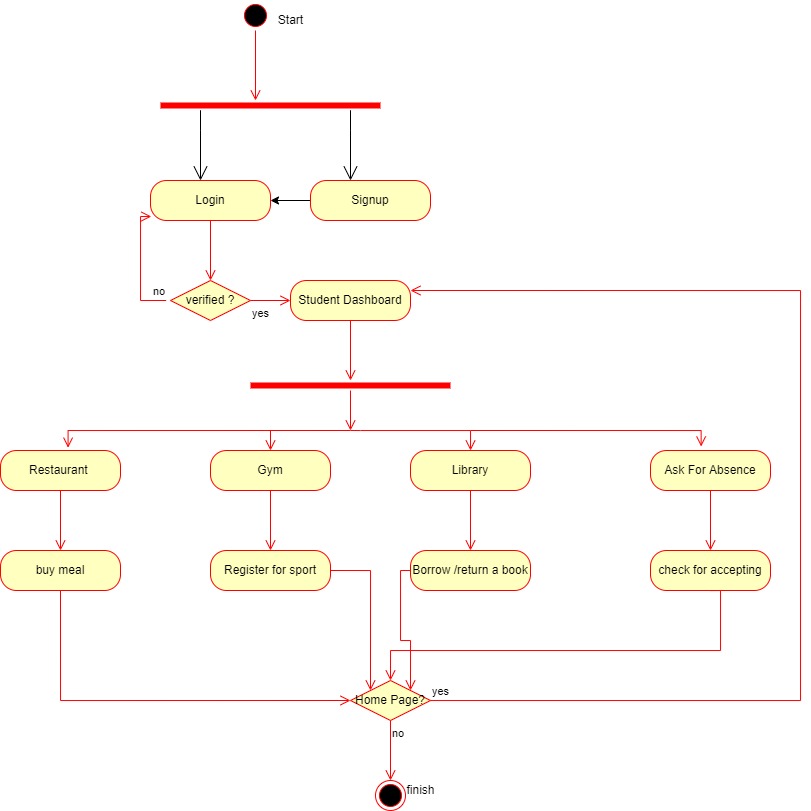 Start
Login
Signup
no
verified ?
yes
Student Dashboard
Restaurant
Gym
Library
Ask For Absence
buy meal
Register for sport
Borrow /return a book
check for accepting
Home Page?
yes
no
finish